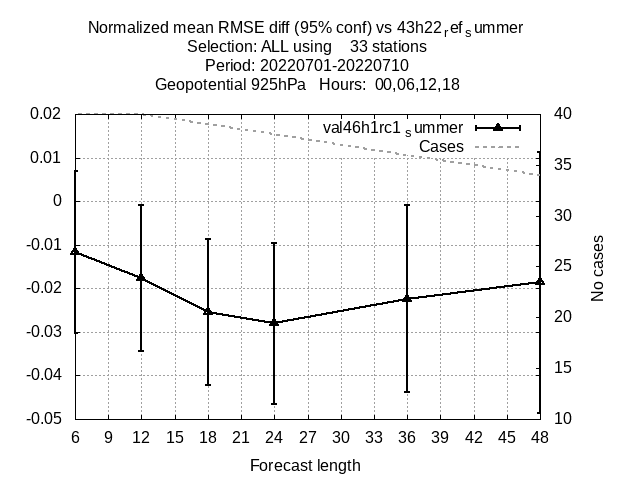 Normalized mean RMSE diff (95% conf) vs 43h22ref summer
Selection: ALL using 33 stations
Period: 20220701-20220710
Geopotential 925hPa Hours: 00,06,12,18
val46h1rc1summer
Cases
0.02
0.01
0
-0.01
-0.02
-0.03
-0.04
-0.05
40
35
30
25
20
15
10
No cases
6 9 12 15 18 21 24 27 30 33 36 39 42 45 48
Forecast length